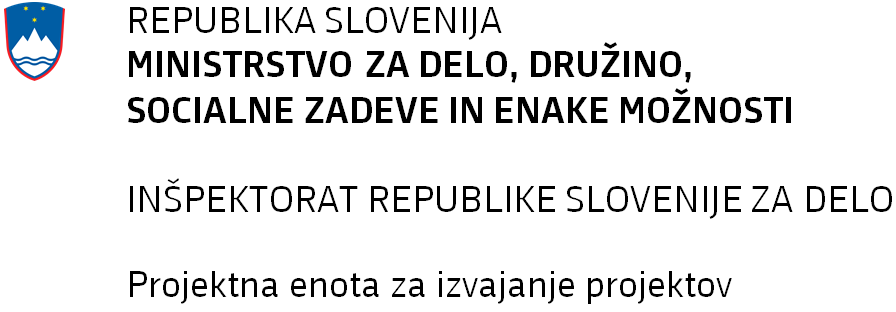 REPUBLIKA SLOVENIJA
MINISTRSTVO ZA DELO, DRUŽINO,
SOCIALNE ZADEVE IN ENAKE MOŽNOSTI
INŠPEKTORAT REPUBLIKE SLOVENIJE ZA DELO
Projektna enota za izvajanje projektov